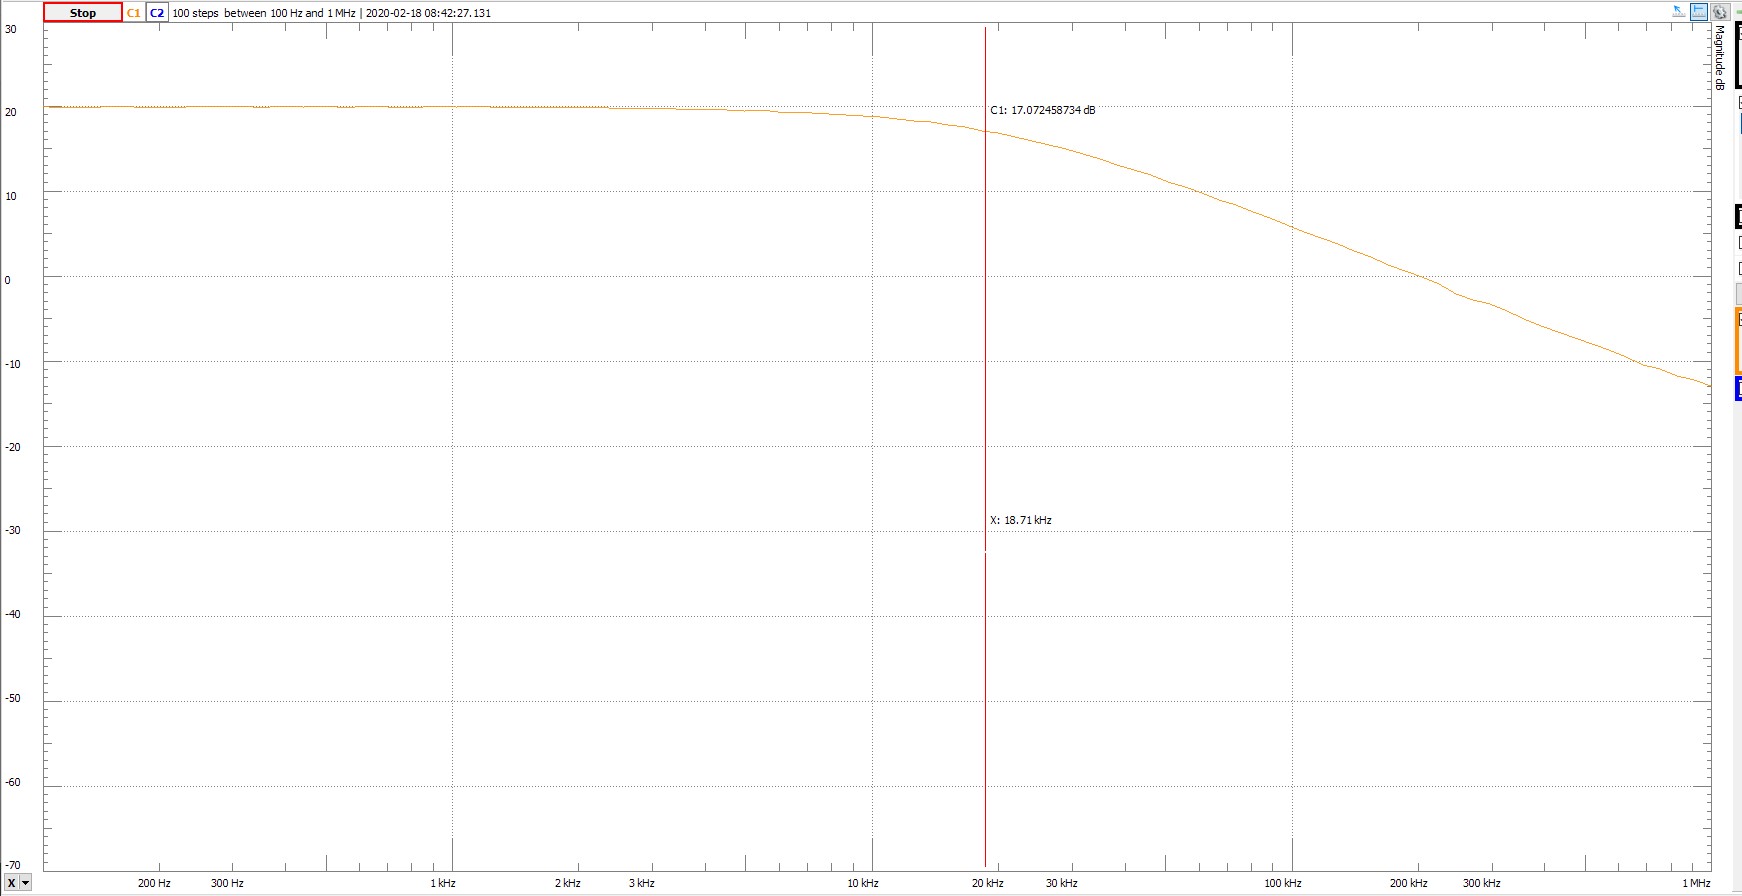 Stop C1 C2 100 steps between 100 Hz and 1 MHz | 2020-02-18 08:42:27.131
Magnitude dB
30
20
10
0
-10
-20
-30
-40
-50
-60
-70
C1: 17.072458734 dB
X: 18.71 kHz
X 200 Hz 300 Hz 1 kHz 2 kHz 3 kHz 10 kHz 20 kHz 30 kHz 100 kHz 200 kHz 300 kHz 1 MHz